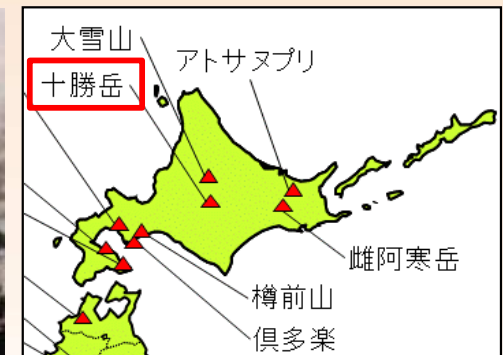 大雪山
十勝岳
アトサヌプリ
雌阿寒岳
樽前山
倶多楽